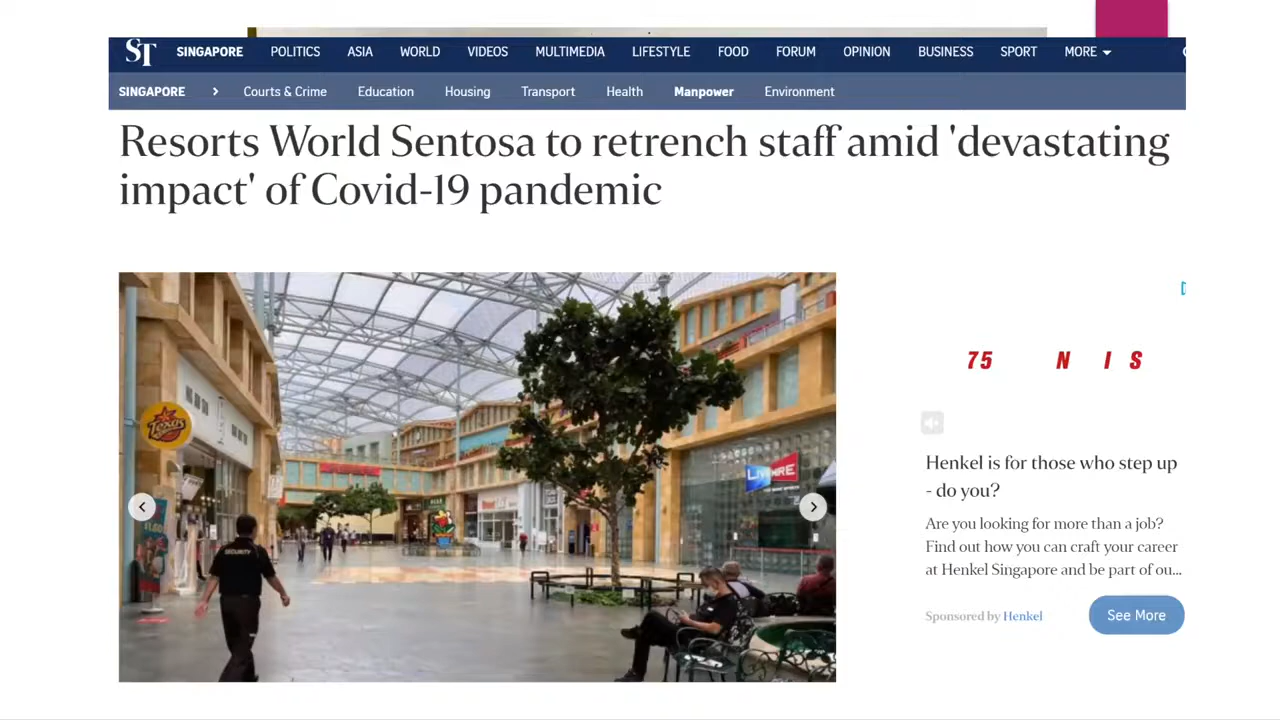 ST SINGAPORE POLITICS ASIA WORLD VIDEOS MULTIMEDIA LIFESTYLE FOOD FORUM OPINION BUSINESS SPORT MORE
SINGAPORE > Courts & Crime Education Housing Transport Health Manpower Environment
Resorts World Sentosa to retrench staff amid 'devastating
impact' of Covid-19 pandemic
Texas
LIVE WIRE
SECURITY
75 N I S
Henkel is for those who step up
- do you?
Are you looking for more than a job?
Find out how you can craft your career
at Henkel Singapore and be part of ou...
Sponsored by Henkel
See More